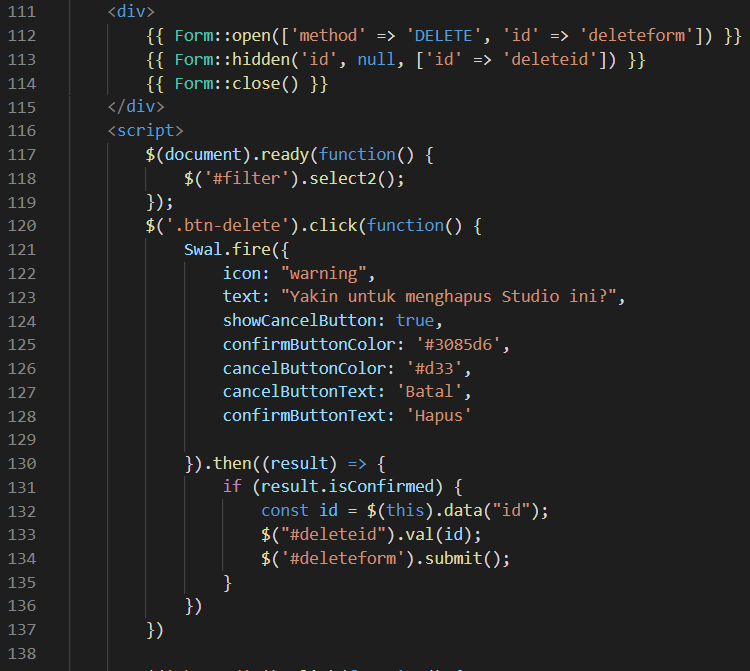 111 <div>
112 {{ Form::open(['method' => 'DELETE', 'id' => 'deleteform']) }}
113 {{ Form::hidden('id', null, ['id' => 'deleteid']) }}
114 {{ Form::close() }}
115 </div>
116 <script>
117 $(document).ready(function() {
118 $('#filter').select2();
119 });
120 $('.btn-delete').click(function() {
121 Swal.fire({
122 icon: "warning",
123 text: "Yakin untuk menghapus Studio ini?",
124 showCancelButton: true,
125 confirmButtonColor: '#3085d6',
126 cancelButtonColor: '#d33',
127 cancelButtonText: 'Batal',
128 confirmButtonText: 'Hapus'
129
130 }).then((result) => {
131 if (result.isConfirmed) {
132 const id = $(this).data("id");
133 $("#deleteid").val(id);
134 $('#deleteform').submit();
135 }
136 })
137 })
138